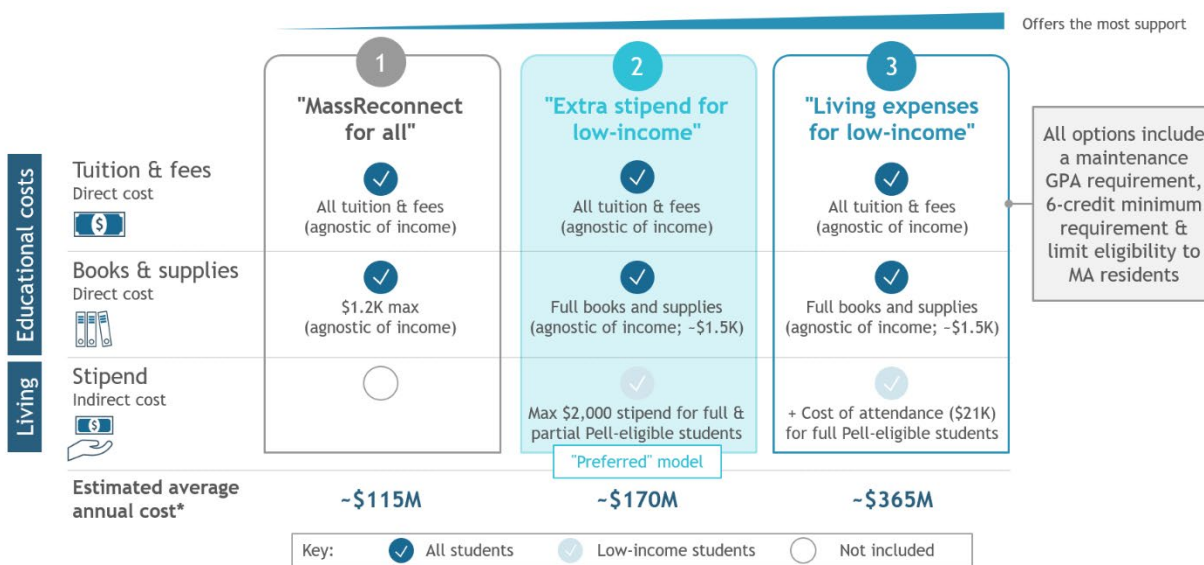 Offers the most support
1
"MassReconnect
for all"
2
"Extra stipend for
low-income"
3
"Living expenses
for low-income"
All options include
a maintenance
GPA requirement,
6-credit minimum
requirement &
limit eligibility to
MA residents
Educational costs
Tuition & fees
Direct cost
$
All tuition & fees
(agnostic of income)
All tuition & fees
(agnostic of income)
All tuition & fees
(agnostic of income)
Books & supplies
Direct cost
$1.2K max
(agnostic of income)
Full books and supplies
(agnostic of income; ~$1.5K)
Full books and supplies
(agnostic of income; ~$1.5K)
Living
Stipend
Indirect cost
$
Max $2,000 stipend for full &
partial Pell-eligible students
+ Cost of attendance ($21K)
for full Pell-eligible students
"Preferred" model
Estimated average
annual cost*
~$115M
~$170M
~$365M
Key:
All students
Low-income students
Not included